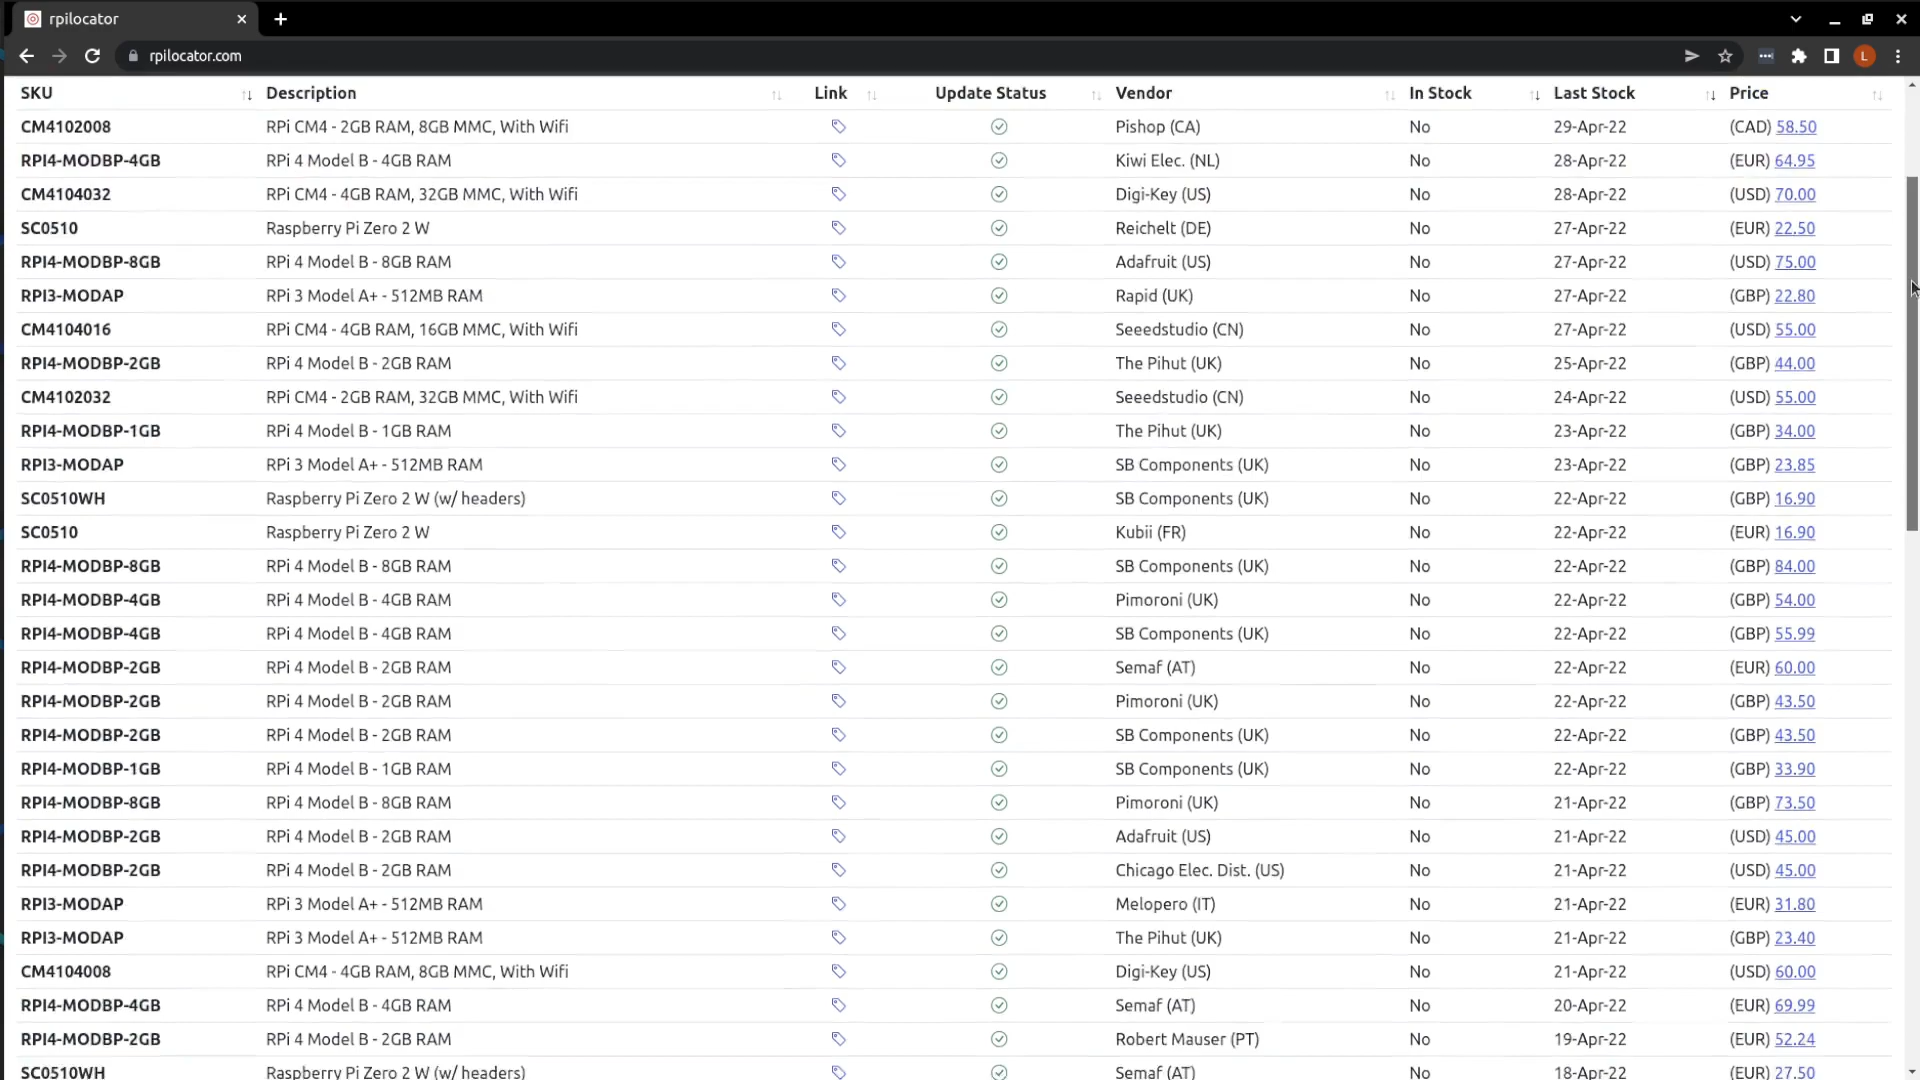 rpilocator
rpilocator.com
L
SKU Description Link Update Status Vendor In Stock Last Stock Price
CM4102008 RPi CM4 - 2GB RAM, 8GB MMC, With Wifi Pishop (CA) No 29-Apr-22 (CAD) 58.50
RPI4-MODBP-4GB RPi 4 Model B - 4GB RAM Kiwi Elec. (NL) No 28-Apr-22 (EUR) 64.95
CM4104032 RPi CM4 - 4GB RAM, 32GB MMC, With Wifi Digi-Key (US) No 28-Apr-22 (USD) 70.00
SC0510 Raspberry Pi Zero 2 W Reichelt (DE) No 27-Apr-22 (EUR) 22.50
RPI4-MODBP-8GB RPi 4 Model B - 8GB RAM Adafruit (US) No 27-Apr-22 (USD) 75.00
RPI3-MODAP RPi 3 Model A+ - 512MB RAM Rapid (UK) No 27-Apr-22 (GBP) 22.80
CM4104016 RPi CM4 - 4GB RAM, 16GB MMC, With Wifi Seeedstudio (CN) No 27-Apr-22 (USD) 55.00
RPI4-MODBP-2GB RPi 4 Model B - 2GB RAM The Pihut (UK) No 25-Apr-22 (GBP) 44.00
CM4102032 RPi CM4 - 2GB RAM, 32GB MMC, With Wifi Seeedstudio (CN) No 24-Apr-22 (USD) 55.00
RPI4-MODBP-1GB RPi 4 Model B - 1GB RAM The Pihut (UK) No 23-Apr-22 (GBP) 34.00
RPI3-MODAP RPi 3 Model A+ - 512MB RAM SB Components (UK) No 23-Apr-22 (GBP) 23.85
SC0510WH Raspberry Pi Zero 2 W (w/ headers) SB Components (UK) No 22-Apr-22 (GBP) 16.90
SC0510 Raspberry Pi Zero 2 W Kubii (FR) No 22-Apr-22 (EUR) 16.90
RPI4-MODBP-8GB RPi 4 Model B - 8GB RAM SB Components (UK) No 22-Apr-22 (GBP) 84.00
RPI4-MODBP-4GB RPi 4 Model B - 4GB RAM Pimoroni (UK) No 22-Apr-22 (GBP) 54.00
RPI4-MODBP-4GB RPi 4 Model B - 4GB RAM SB Components (UK) No 22-Apr-22 (GBP) 55.99
RPI4-MODBP-2GB RPi 4 Model B - 2GB RAM Semaf (AT) No 22-Apr-22 (EUR) 60.00
RPI4-MODBP-2GB RPi 4 Model B - 2GB RAM Pimoroni (UK) No 22-Apr-22 (GBP) 43.50
RPI4-MODBP-2GB RPi 4 Model B - 2GB RAM SB Components (UK) No 22-Apr-22 (GBP) 43.50
RPI4-MODBP-1GB RPi 4 Model B - 1GB RAM SB Components (UK) No 22-Apr-22 (GBP) 33.90
RPI4-MODBP-8GB RPi 4 Model B - 8GB RAM Pimoroni (UK) No 21-Apr-22 (GBP) 73.50
RPI4-MODBP-2GB RPi 4 Model B - 2GB RAM Adafruit (US) No 21-Apr-22 (USD) 45.00
RPI4-MODBP-2GB RPi 4 Model B - 2GB RAM Chicago Elec. Dist. (US) No 21-Apr-22 (USD) 45.00
RPI3-MODAP RPi 3 Model A+ - 512MB RAM Melopero (IT) No 21-Apr-22 (EUR) 31.80
RPI3-MODAP RPi 3 Model A+ - 512MB RAM The Pihut (UK) No 21-Apr-22 (GBP) 23.40
CM4104008 RPi CM4 - 4GB RAM, 8GB MMC, With Wifi Digi-Key (US) No 21-Apr-22 (USD) 60.00
RPI4-MODBP-4GB RPi 4 Model B - 4GB RAM Semaf (AT) No 20-Apr-22 (EUR) 69.99
RPI4-MODBP-2GB RPi 4 Model B - 2GB RAM Robert Mauser (PT) No 19-Apr-22 (EUR) 52.24
SC0510WH Raspberry Pi Zero 2 W (w/ headers) Semaf (AT) No 18-Apr-22 (EUR) 27.50